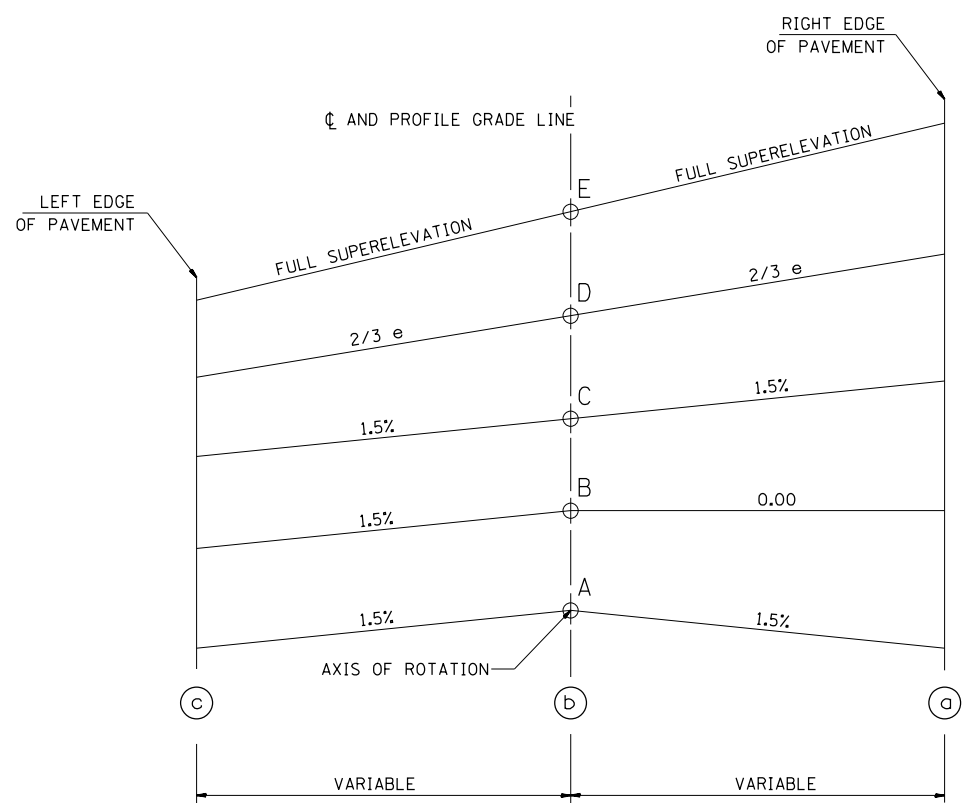 RIGHT EDGE
OF PAVEMENT
℄ AND PROFILE GRADE LINE
FULL SUPERELEVATION
E
LEFT EDGE
OF PAVEMENT
FULL SUPERELEVATION
2/3 e
D
2/3 e
C
1.5%
1.5%
B
0.00
1.5%
A
1.5%
1.5%
AXIS OF ROTATION
c
b
a
VARIABLE
VARIABLE